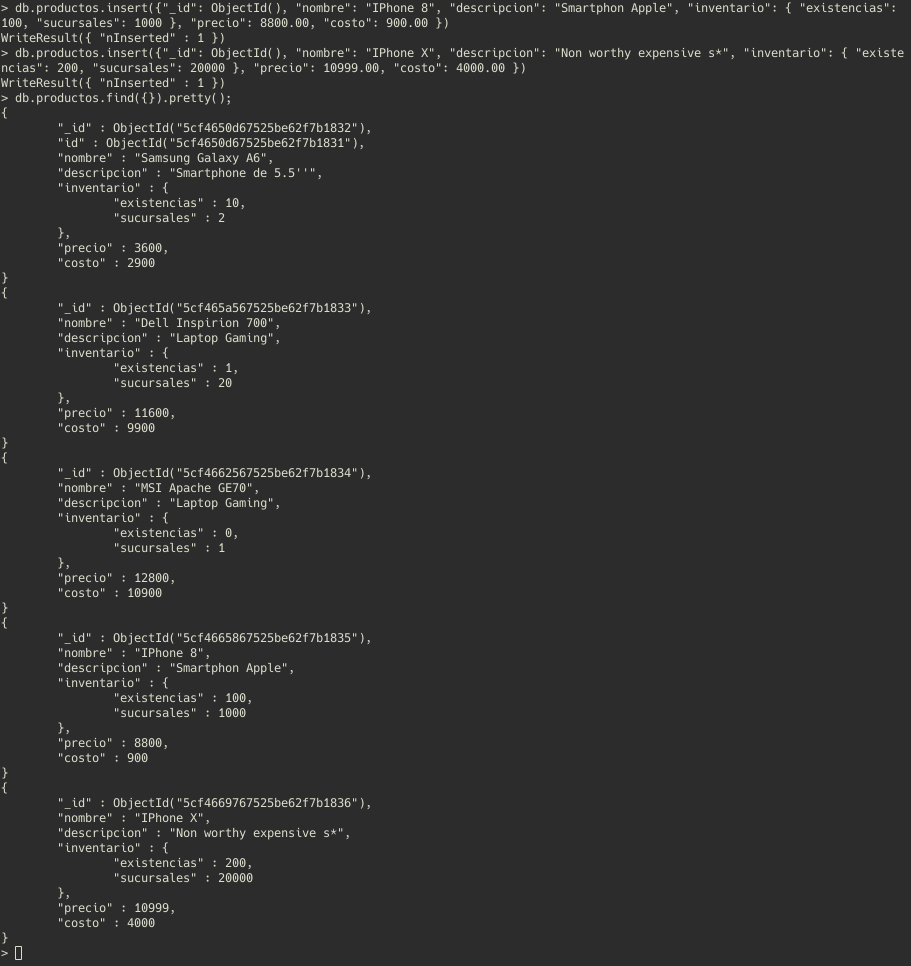 > db.productos.insert({"_id": ObjectId(), "nombre": "IPhone 8", "descripcion": "Smartphon Apple", "inventario": { "existencias":
100, "sucursales": 1000 }, "precio": 8800.00, "costo": 900.00 })
WriteResult({ "nInserted" : 1 })
> db.productos.insert({"_id": ObjectId(), "nombre": "IPhone X", "descripcion": "Non worthy expensive s*", "inventario": { "existe
ncias": 200, "sucursales": 20000 }, "precio": 10999.00, "costo": 4000.00 })
WriteResult({ "nInserted" : 1 })
> db.productos.find({}).pretty();
{
	"_id" : ObjectId("5cf4650d67525be62f7b1832"),
	"id" : ObjectId("5cf4650d67525be62f7b1831"),
	"nombre" : "Samsung Galaxy A6",
	"descripcion" : "Smartphone de 5.5''",
	"inventario" : {
		"existencias" : 10,
		"sucursales" : 2
	},
	"precio" : 3600,
	"costo" : 2900
}
{
	"_id" : ObjectId("5cf465a567525be62f7b1833"),
	"nombre" : "Dell Inspirion 700",
	"descripcion" : "Laptop Gaming",
	"inventario" : {
		"existencias" : 1,
		"sucursales" : 20
	},
	"precio" : 11600,
	"costo" : 9900
}
{
	"_id" : ObjectId("5cf4662567525be62f7b1834"),
	"nombre" : "MSI Apache GE70",
	"descripcion" : "Laptop Gaming",
	"inventario" : {
		"existencias" : 0,
		"sucursales" : 1
	},
	"precio" : 12800,
	"costo" : 10900
}
{
	"_id" : ObjectId("5cf4665867525be62f7b1835"),
	"nombre" : "IPhone 8",
	"descripcion" : "Smartphon Apple",
	"inventario" : {
		"existencias" : 100,
		"sucursales" : 1000
	},
	"precio" : 8800,
	"costo" : 900
}
{
	"_id" : ObjectId("5cf4669767525be62f7b1836"),
	"nombre" : "IPhone X",
	"descripcion" : "Non worthy expensive s*",
	"inventario" : {
		"existencias" : 200,
		"sucursales" : 20000
	},
	"precio" : 10999,
	"costo" : 4000
}
>